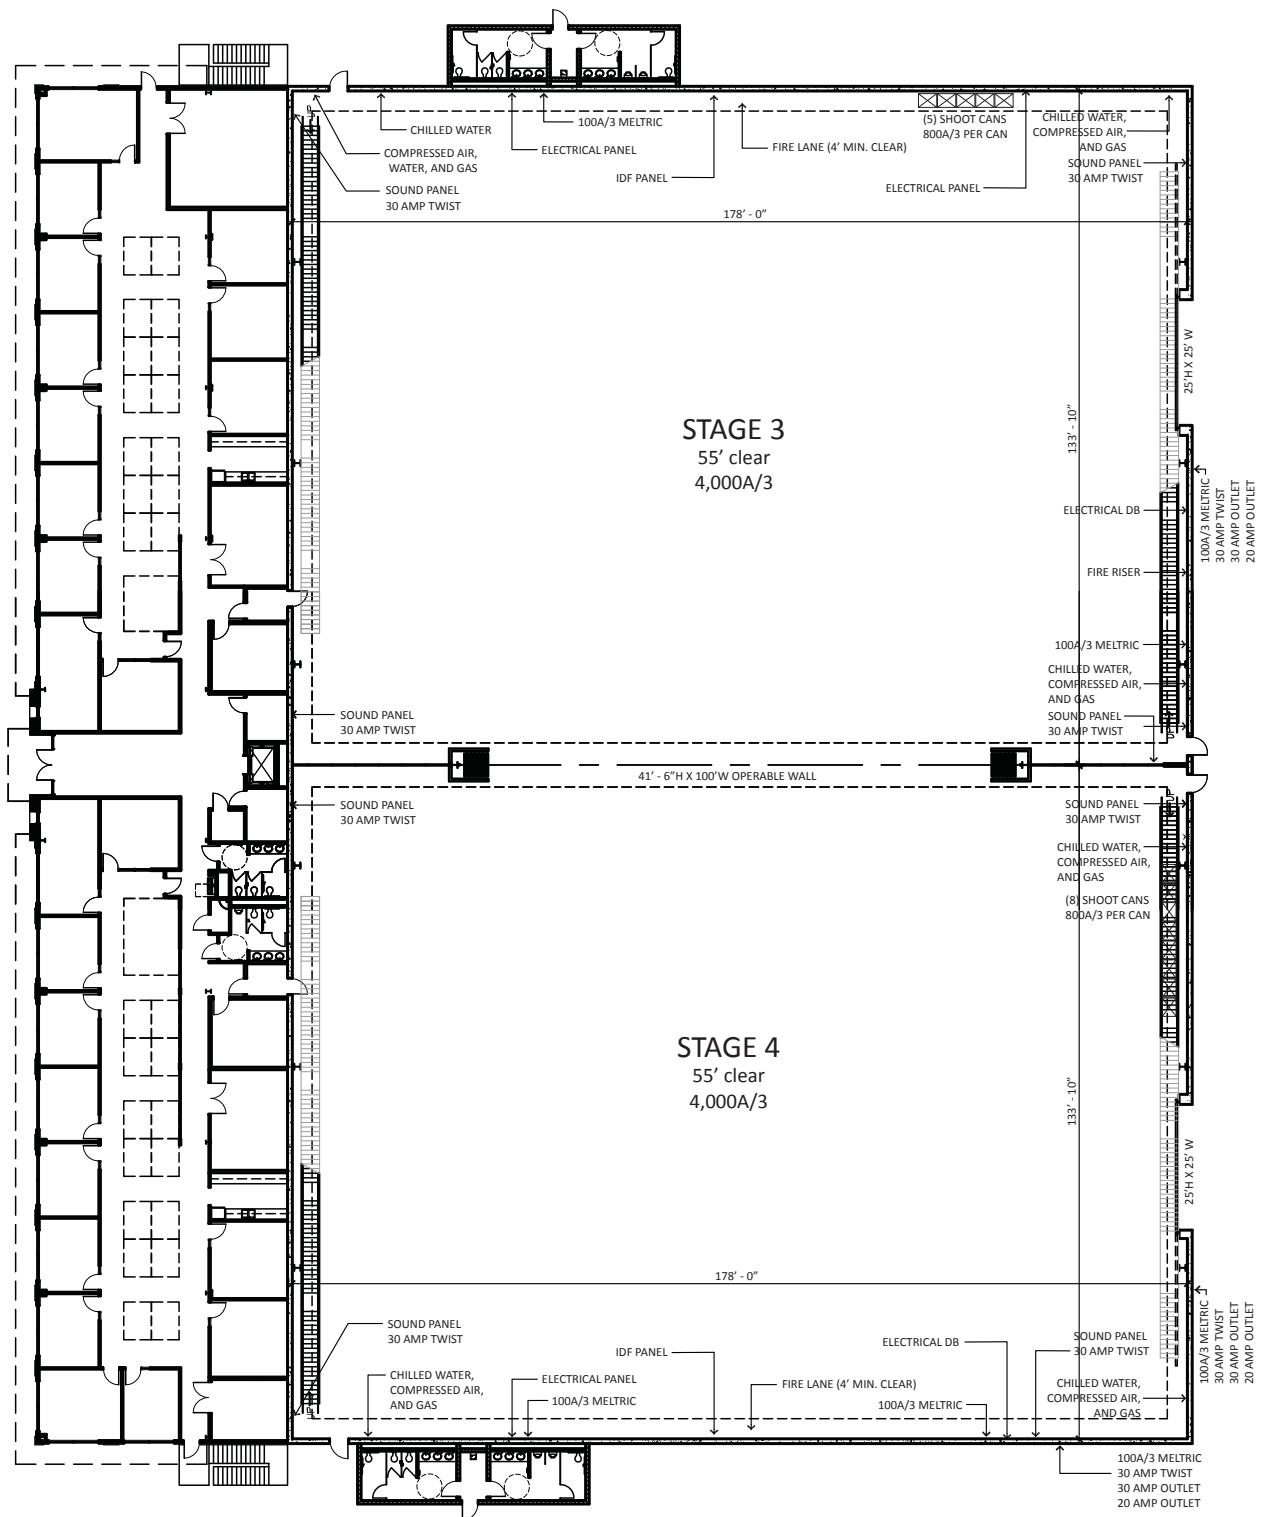 CHILLED WATER
COMPRESSED AIR,
WATER, AND GAS
SOUND PANEL
30 AMP TWIST
ELECTRICAL PANEL
100A/3 MELTRIC
IDF PANEL
FIRE LANE (4’ MIN. CLEAR)
(5) SHOOT CANS
800A/3 PER CAN
ELECTRICAL PANEL
CHILLED WATER,
COMPRESSED AIR,
AND GAS
SOUND PANEL
30 AMP TWIST
UP
178’ - 0”
25’H X 25’ W
133’ - 10”
STAGE 3
55’ clear
4,000A/3
100A/3 MELTRIC
30 AMP TWIST
30 AMP OUTLET
20 AMP OUTLET
ELECTRICAL DB
FIRE RISER
100A/3 MELTRIC
CHILLED WATER,
COMPRESSED AIR,
AND GAS
SOUND PANEL
30 AMP TWIST
UP
SOUND PANEL
30 AMP TWIST
41’ - 6”H X 100’W OPERABLE WALL
SOUND PANEL
30 AMP TWIST
UP
SOUND PANEL
30 AMP TWIST
CHILLED WATER,
COMPRESSED AIR,
AND GAS
(8) SHOOT CANS
800A/3 PER CAN
STAGE 4
55’ clear
4,000A/3
133’ - 10”
25’H X 25’ W
178’ - 0”
100A/3 MELTRIC
30 AMP TWIST
30 AMP OUTLET
20 AMP OUTLET
SOUND PANEL
30 AMP TWIST
IDF PANEL
ELECTRICAL DB
SOUND PANEL
30 AMP TWIST
CHILLED WATER,
COMPRESSED AIR,
AND GAS
ELECTRICAL PANEL
100A/3 MELTRIC
FIRE LANE (4’ MIN. CLEAR)
100A/3 MELTRIC
CHILLED WATER,
COMPRESSED AIR,
AND GAS
UP
100A/3 MELTRIC
30 AMP TWIST
30 AMP OUTLET
20 AMP OUTLET